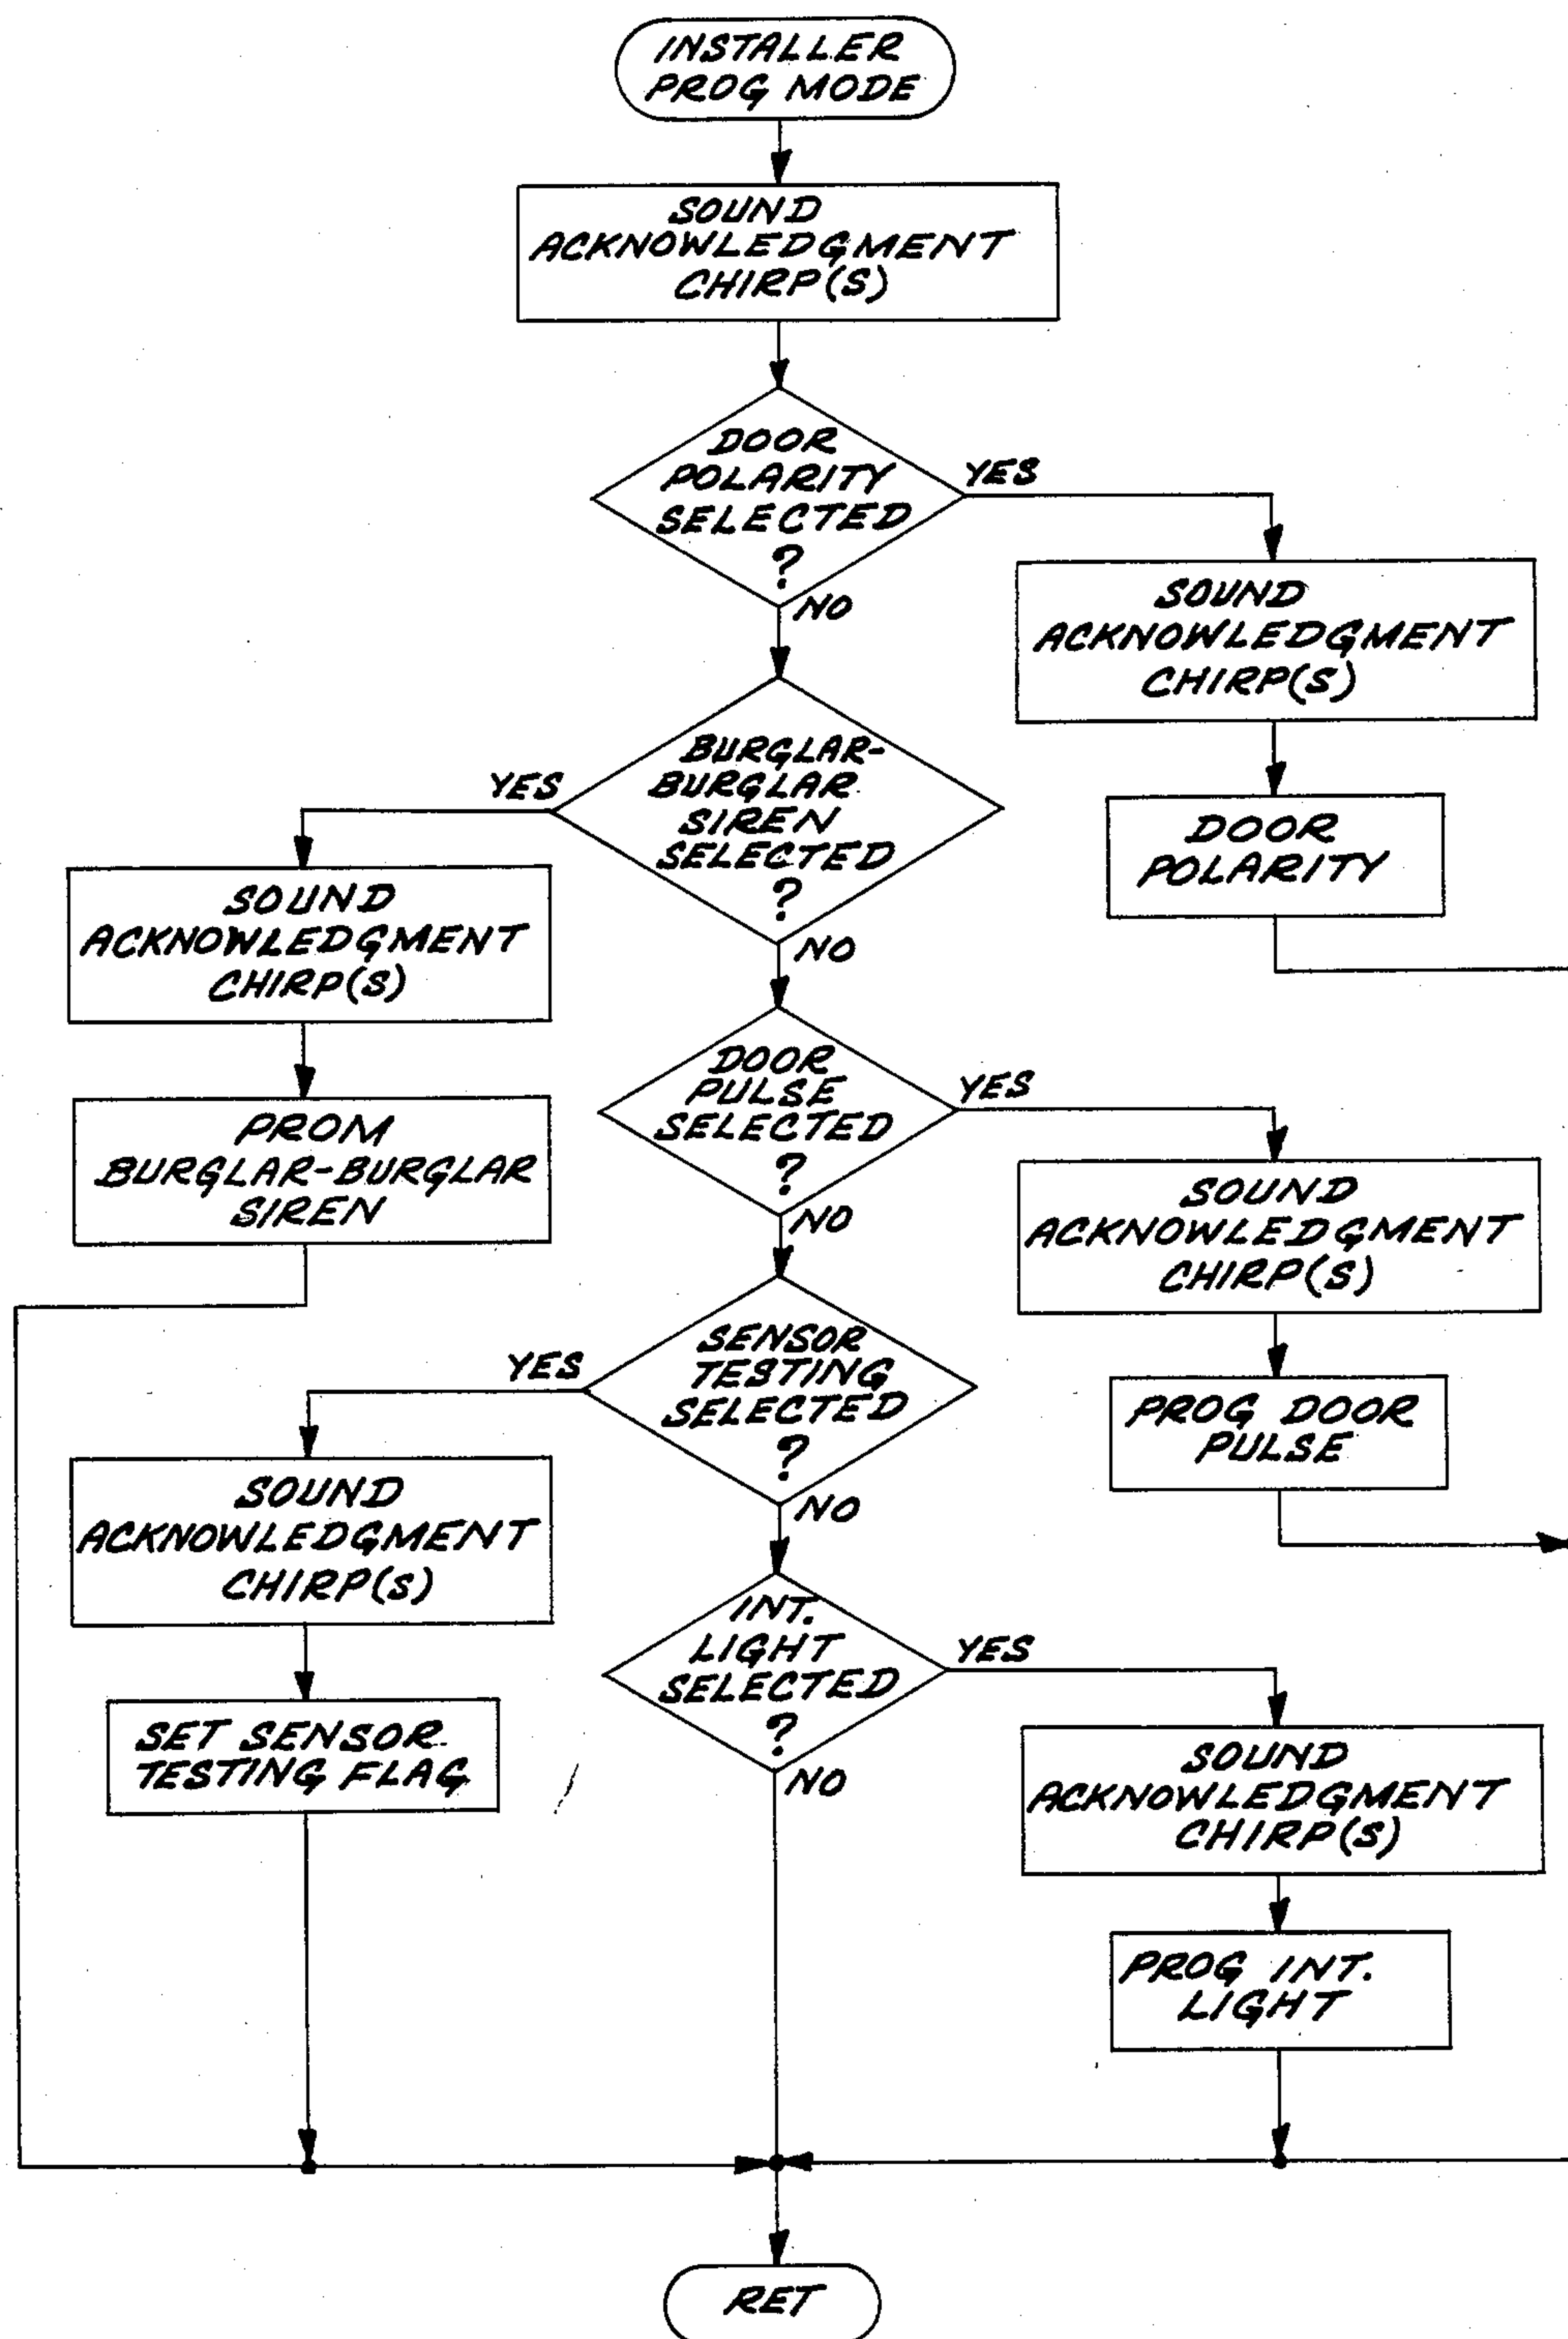 INSTALLER
PROG MODE
SOUND
ACKNOWLEDGMENT
CHIRP(S)
DOOR
POLARITY
SELECTED
?
YES
NO
SOUND
ACKNOWLEDGMENT
CHIRP(S)
DOOR
POLARITY
BURGLAR-
BURGLAR
SIREN
SELECTED
?
YES
NO
SOUND
ACKNOWLEDGMENT
CHIRP(S)
PROM
BURGLAR-BURGLAR
SIREN
DOOR
PULSE
SELECTED
?
YES
NO
SOUND
ACKNOWLEDGMENT
CHIRP(S)
PROG DOOR
PULSE
SENSOR
TESTING
SELECTED
?
YES
NO
SOUND
ACKNOWLEDGMENT
CHIRP(S)
SET SENSOR
TESTING FLAG
INT.
LIGHT
SELECTED
?
YES
NO
SOUND
ACKNOWLEDGMENT
CHIRP(S)
PROG INT.
LIGHT
RET